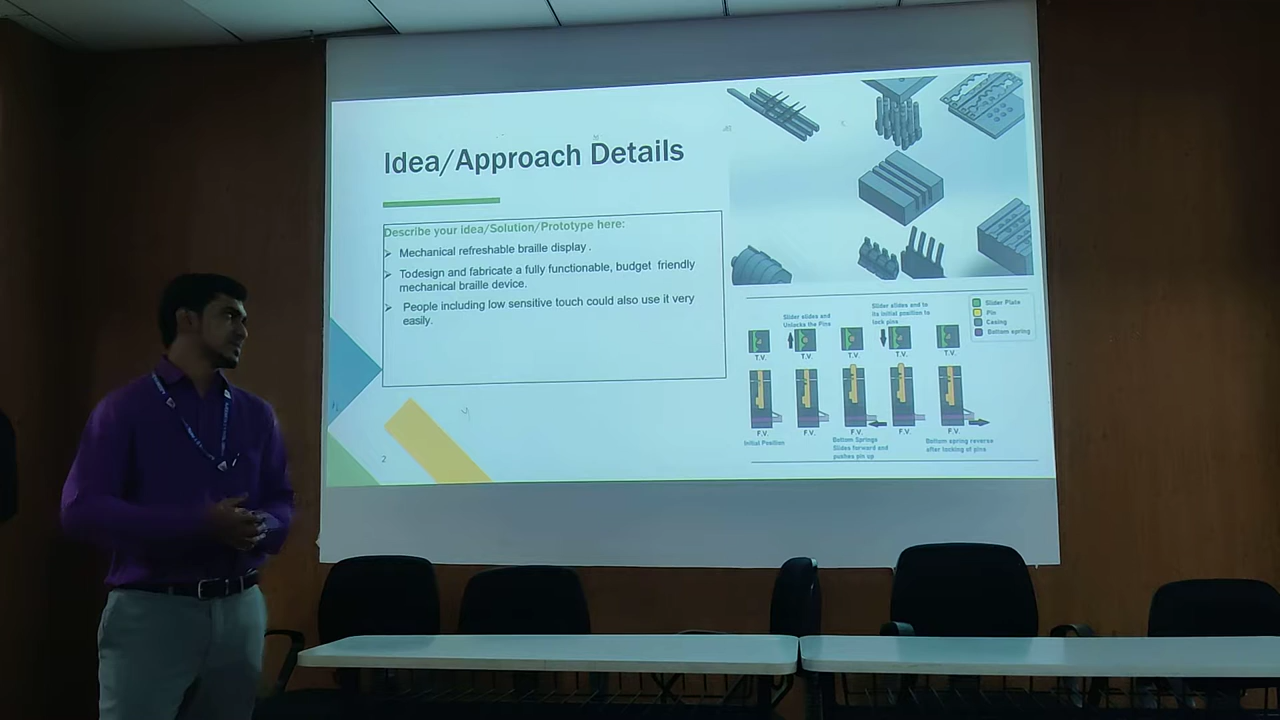 Idea/Approach Details
Describe your idea/Solution/Prototype here:
Mechanical refreshable braille display .
Todesign and fabricate a fully functionable, budget friendly
mechanical braille device.
People including low sensitive touch could also use it very
easily.
2
Slider slides and
Unlocks the Pins
Slider slides and to
its initial position to
lock pins
Slider Plate
Pin
Casing
Bottom spring
T.V.
T.V.
T.V.
T.V.
T.V.
F.V.
F.V.
F.V.
F.V.
F.V.
Initial Position
Bottom Springs
Slides forward and
pushes pin up
Bottom spring reverse
after locking of pins